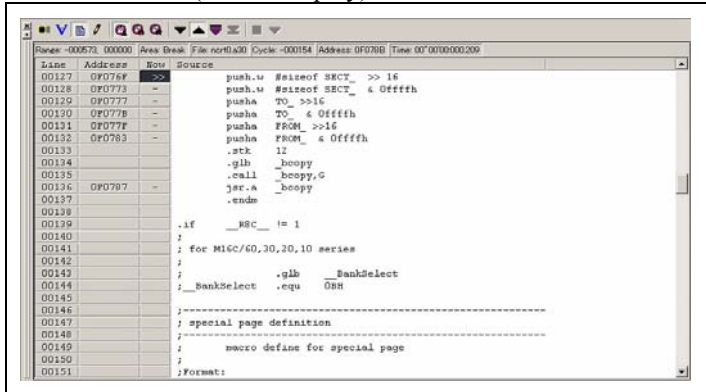 Range: -000573, 000000 Area: Break File: ncrt0.a30 Cycle: -000154 Address: 0F078B Time: 00"00'00:000.209
Line Address Now Source
00127 0F076F >> push.w #sizeof SECT_ >> 16
00128 0F0773 - push.w #sizeof SECT_ & 0ffffh
00129 0F0777 - pusha TO_ >>16
00130 0F077B - pusha TO_ & 0ffffh
00131 0F077F - pusha FROM_ >>16
00132 0F0783 - pusha FROM_ & 0ffffh
00133 .stk 12
00134 .glb _bcopy
00135 .call _bcopy,G
00136 0F0787 - jsr.a _bcopy
00137 .endm
00138
00139 .if __R8C__ != 1
00140 ;
00141 ; for M16C/60,30,20,10 series
00142 ;
00143 ; .glb __BankSelect
00144 ;__BankSelect .equ 0BH
00145
00146 ;---------------------------------------------------------------
00147 ; special page definition
00148 ;---------------------------------------------------------------
00149 ; macro define for special page
00150 ;
00151 ;Format: